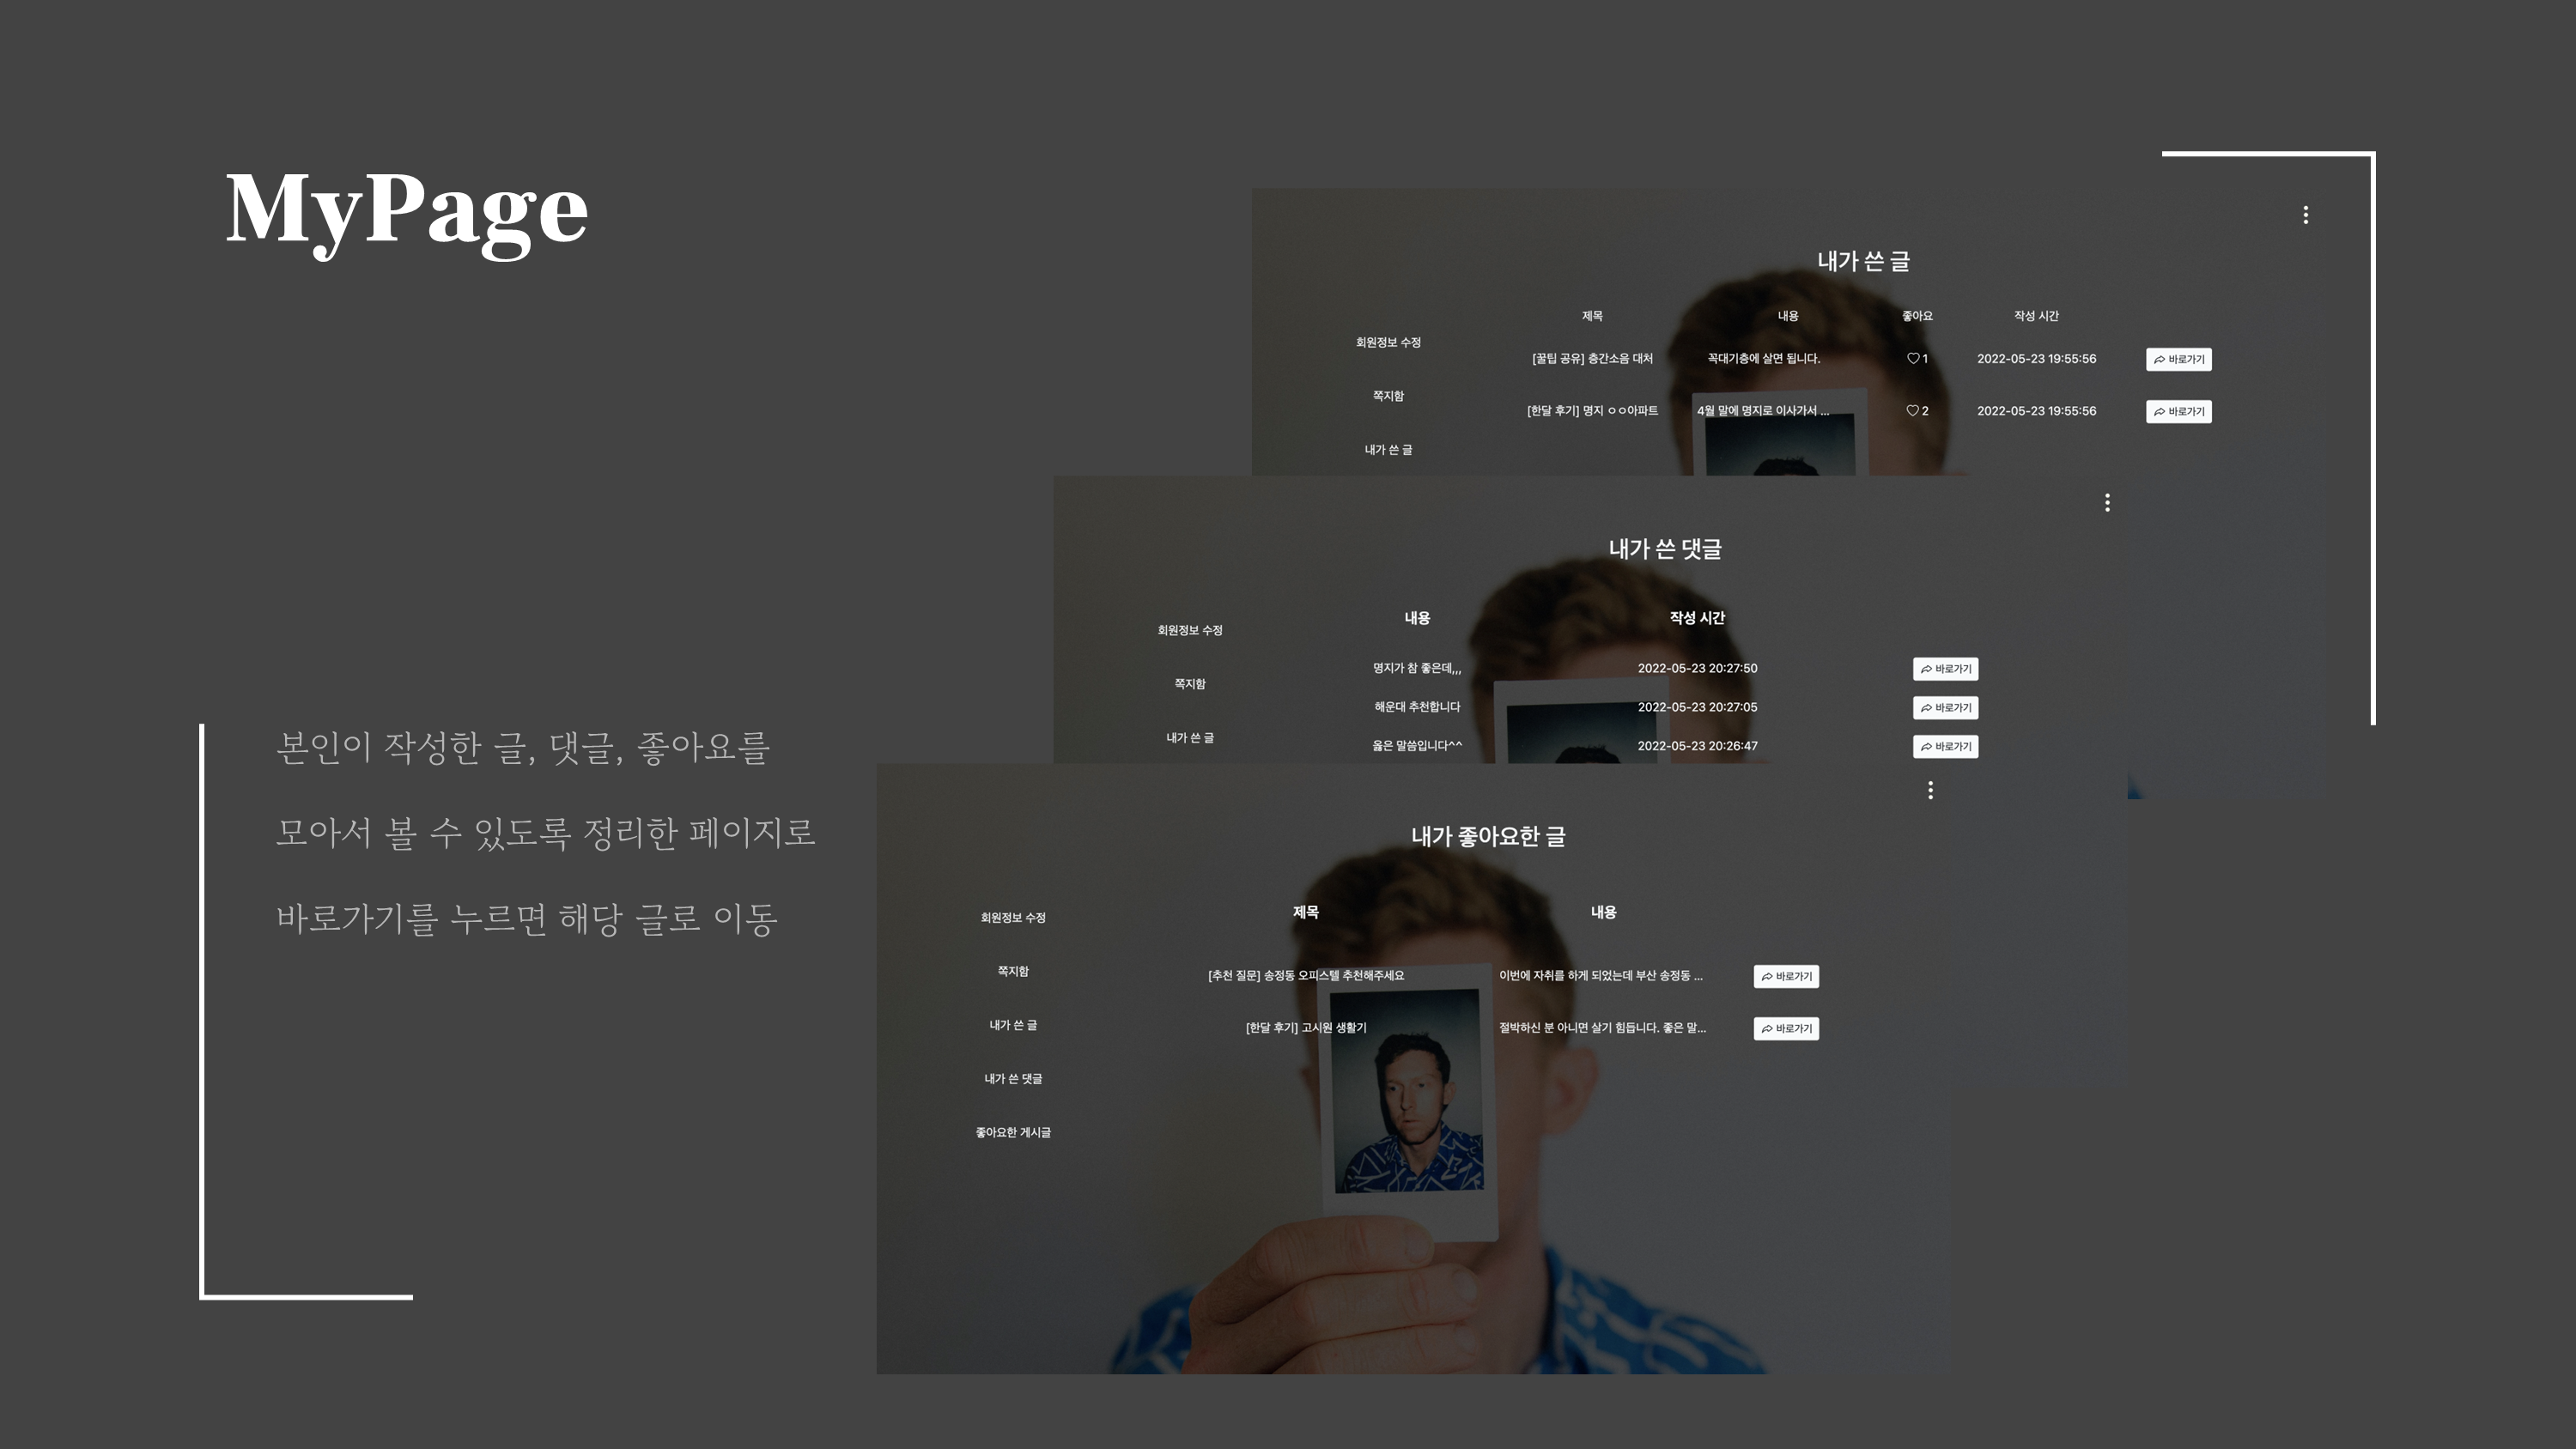 MyPage
본인이 작성한 글, 댓글, 좋아요를
모아서 볼 수 있도록 정리한 페이지로
바로가기를 누르면 해당 글로 이동
내가 쓴 글
제목 내용 좋아요 작성 시간
회원정보 수정
[꿀팁 공유] 층간소음 대처 꼭대기층에 살면 됩니다. ♡ 1 2022-05-23 19:55:56 바로가기
쪽지함
[한달 후기] 명지 ㅇㅇ아파트 4월 말에 명지로 이사가서 ... ♡ 2 2022-05-23 19:55:56 바로가기
내가 쓴 글
내가 쓴 댓글
내용 작성 시간
회원정보 수정
명지가 참 좋은데,,, 2022-05-23 20:27:50 바로가기
쪽지함
해운대 추천합니다 2022-05-23 20:27:05 바로가기
내가 쓴 글
옳은 말씀입니다^^ 2022-05-23 20:26:47 바로가기
내가 좋아요한 글
제목 내용
회원정보 수정
쪽지함
[추천 질문] 송정동 오피스텔 추천해주세요 이번에 자취를 하게 되었는데 부산 송정동 ... 바로가기
내가 쓴 글
[한달 후기] 고시원 생활기 절박하신 분 아니면 살기 힘듭니다. 좋은 말... 바로가기
내가 쓴 댓글
좋아요한 게시글